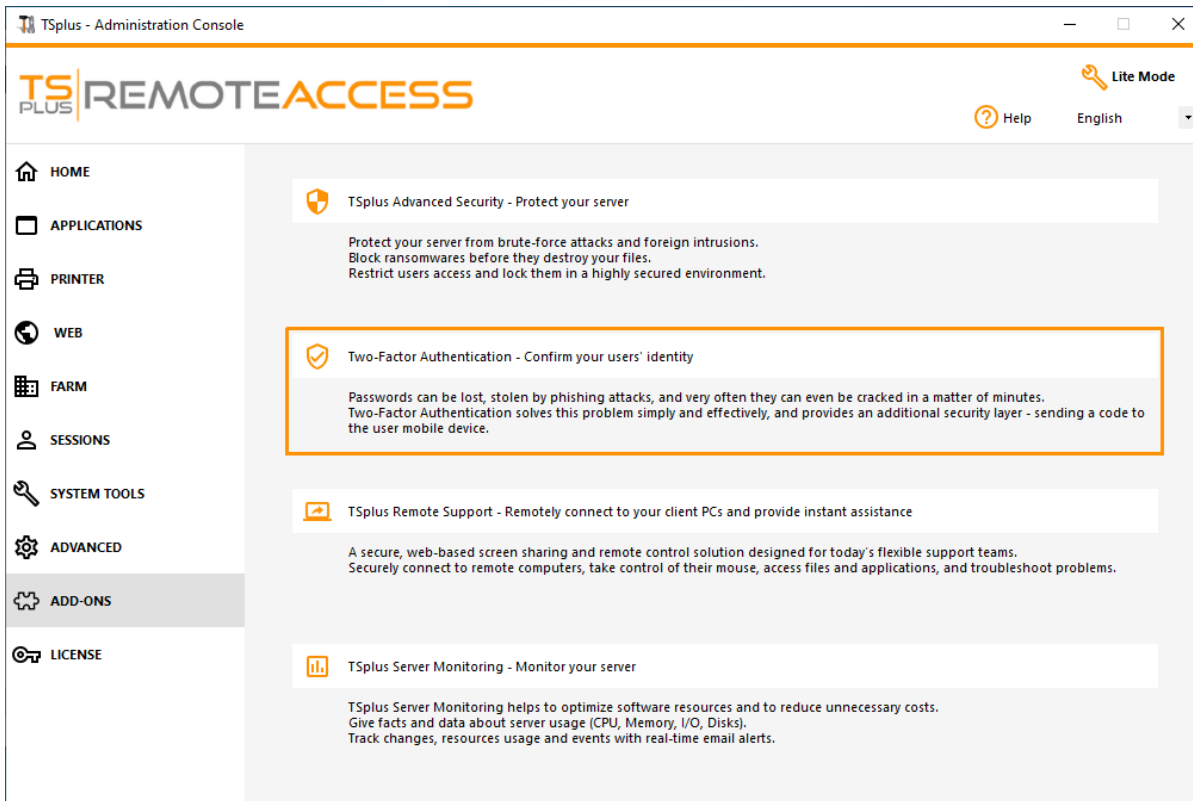 TSplus - Administration Console
TS PLUS REMOTEACCESS
Lite Mode
Help
English
HOME
APPLICATIONS
PRINTER
WEB
FARM
SESSIONS
SYSTEM TOOLS
ADVANCED
ADD-ONS
LICENSE
TSplus Advanced Security - Protect your server
Protect your server from brute-force attacks and foreign intrusions.
Block ransomwares before they destroy your files.
Restrict users access and lock them in a highly secured environment.
Two-Factor Authentication - Confirm your users' identity
Passwords can be lost, stolen by phishing attacks, and very often they can even be cracked in a matter of minutes.
Two-Factor Authentication solves this problem simply and effectively, and provides an additional security layer - sending a code to
the user mobile device.
TSplus Remote Support - Remotely connect to your client PCs and provide instant assistance
A secure, web-based screen sharing and remote control solution designed for today's flexible support teams.
Securely connect to remote computers, take control of their mouse, access files and applications, and troubleshoot problems.
TSplus Server Monitoring - Monitor your server
TSplus Server Monitoring helps to optimize software resources and to reduce unnecessary costs.
Give facts and data about server usage (CPU, Memory, I/O, Disks).
Track changes, resources usage and events with real-time email alerts.